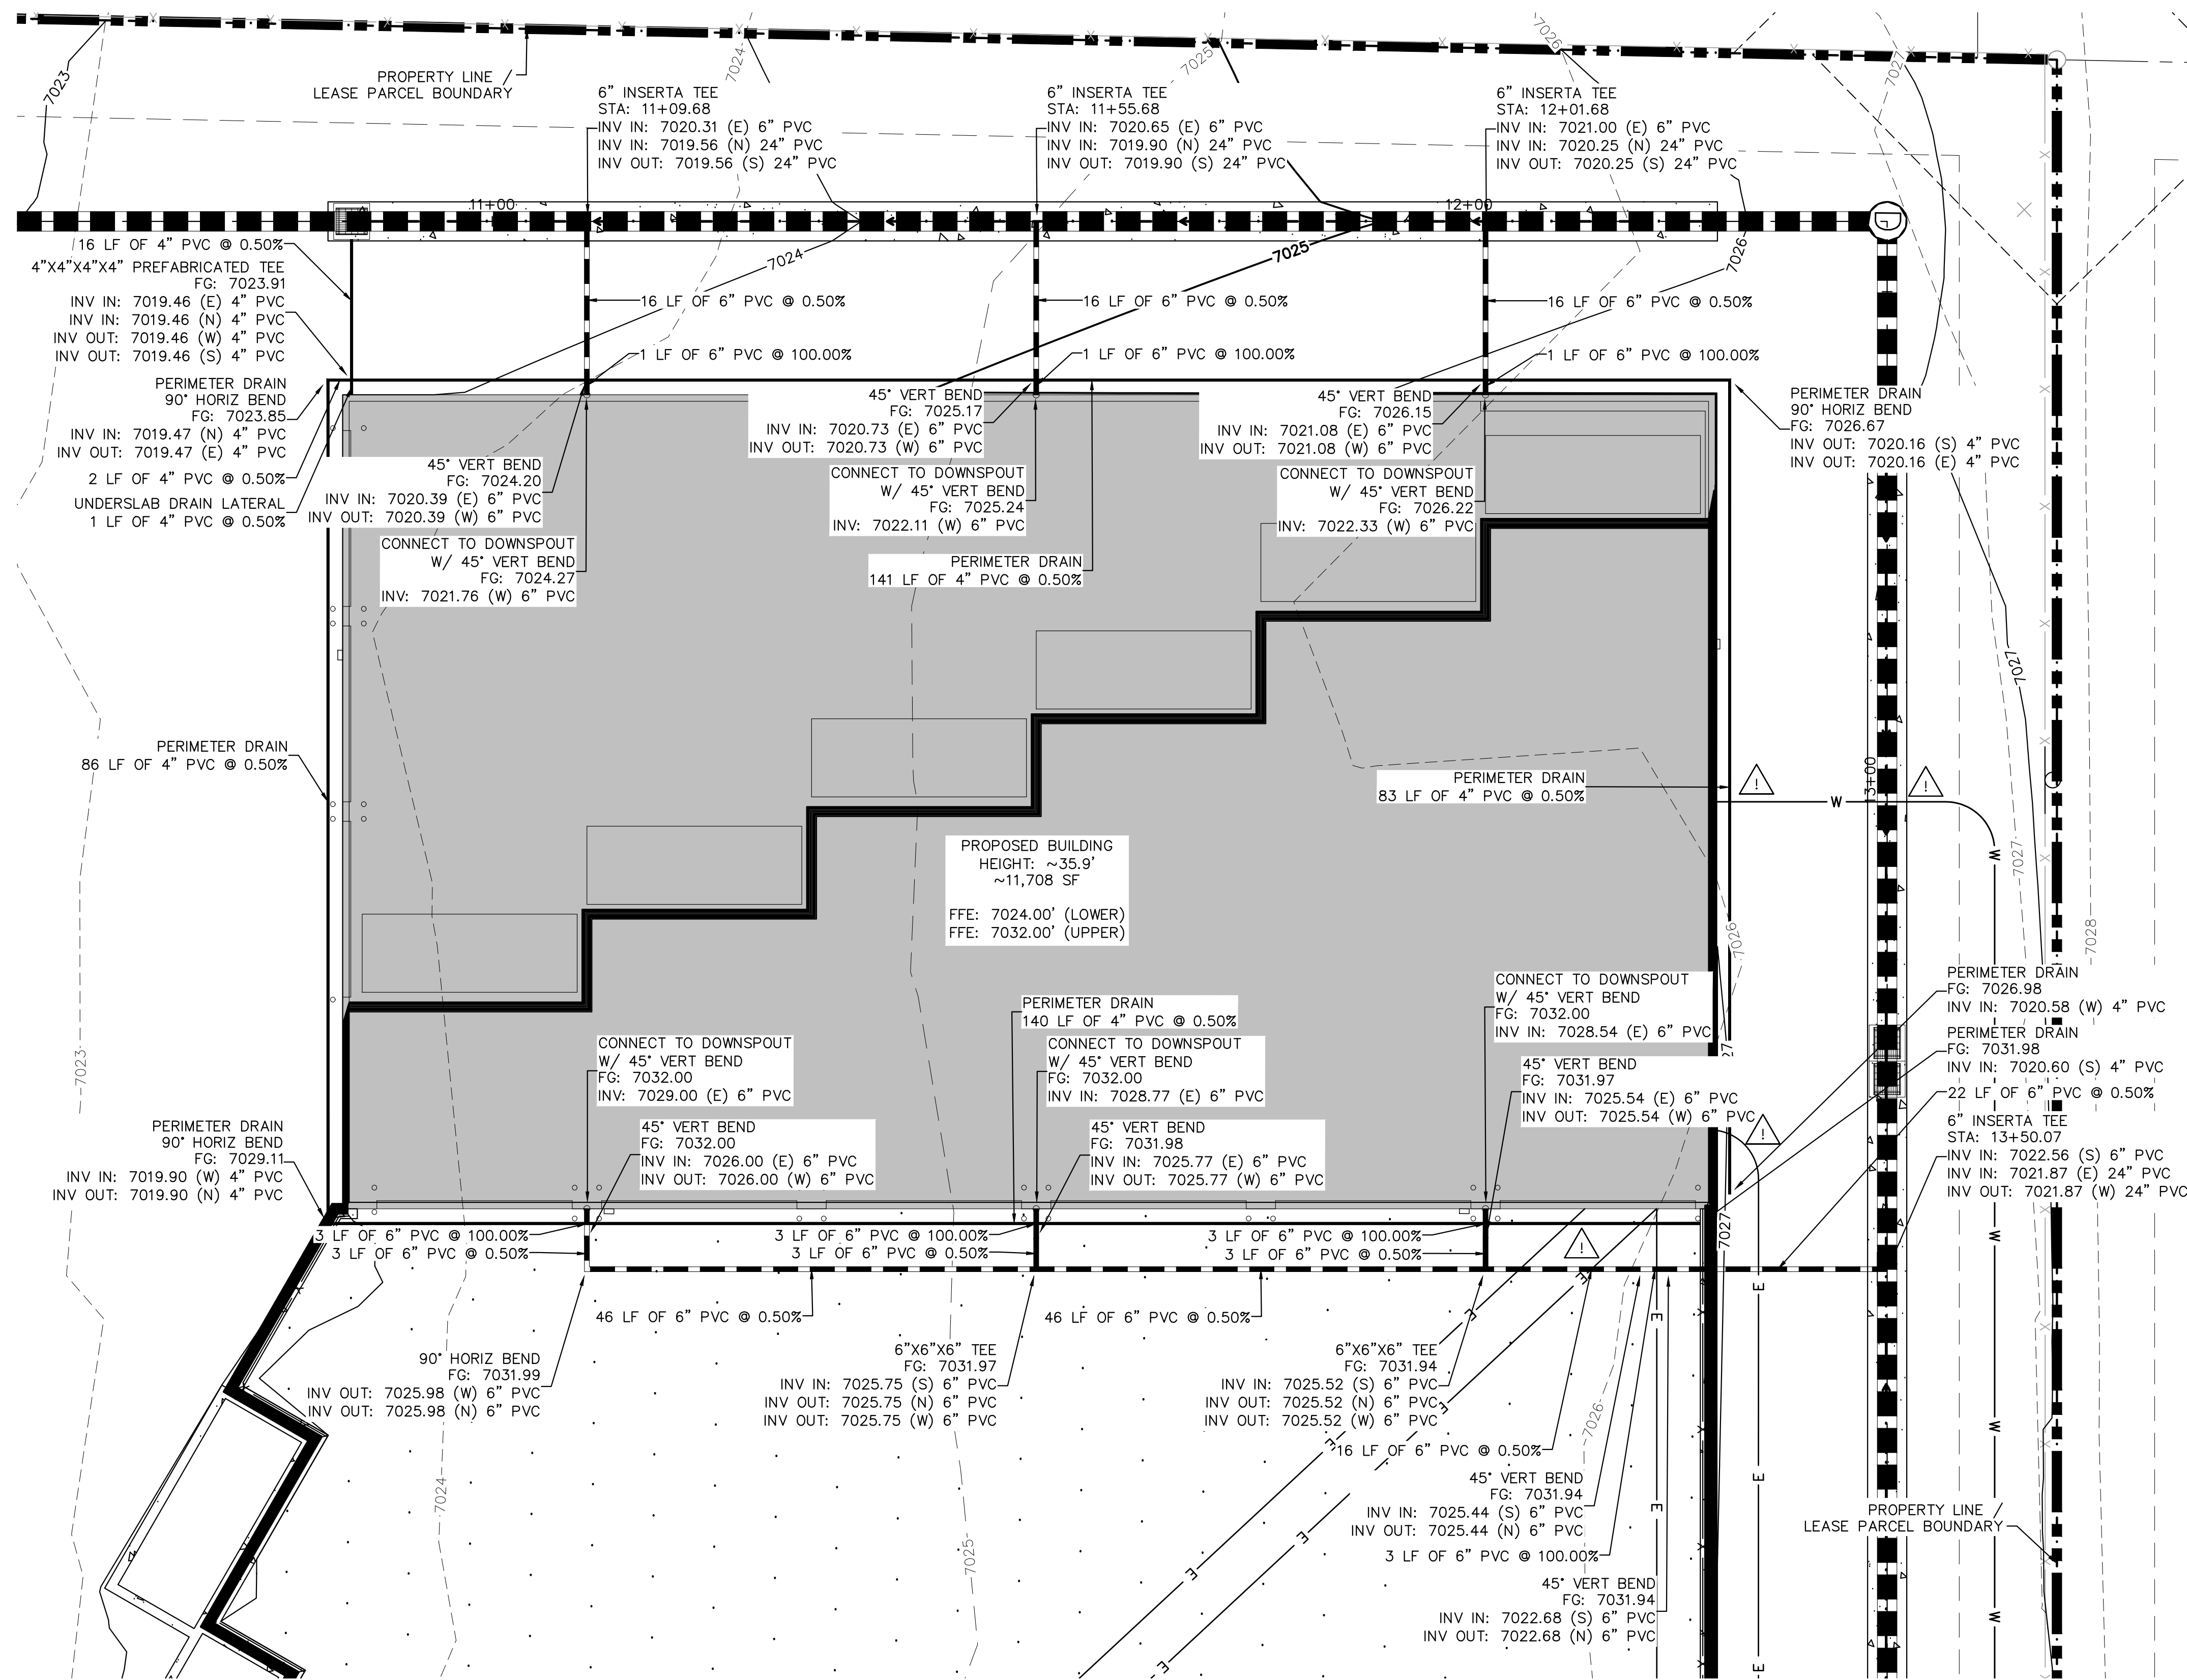 PROPERTY LINE
LEASE PARCEL BOUNDARY
7023
7024
7025
7026
7027
6" INSERTA TEE
STA: 11+09.68
INV IN: 7020.31 (E) 6" PVC
INV IN: 7019.56 (N) 24" PVC
INV OUT: 7019.56 (S) 24" PVC
6" INSERTA TEE
STA: 11+55.68
INV IN: 7020.65 (E) 6" PVC
INV IN: 7019.90 (N) 24" PVC
INV OUT: 7019.90 (S) 24" PVC
6" INSERTA TEE
STA: 12+01.68
INV IN: 7021.00 (E) 6" PVC
INV IN: 7020.25 (N) 24" PVC
INV OUT: 7020.25 (S) 24" PVC
11+00
12+00
16 LF OF 4" PVC @ 0.50%
4"X4"X4"X4" PREFABRICATED TEE
FG: 7023.91
INV IN: 7019.46 (E) 4" PVC
INV IN: 7019.46 (N) 4" PVC
INV OUT: 7019.46 (W) 4" PVC
INV OUT: 7019.46 (S) 4" PVC
7024
7025
7026
16 LF OF 6" PVC @ 0.50%
16 LF OF 6" PVC @ 0.50%
16 LF OF 6" PVC @ 0.50%
1 LF OF 6" PVC @ 100.00%
1 LF OF 6" PVC @ 100.00%
1 LF OF 6" PVC @ 100.00%
PERIMETER DRAIN
90° HORIZ BEND
FG: 7023.85
INV IN: 7019.47 (N) 4" PVC
INV OUT: 7019.47 (E) 4" PVC
2 LF OF 4" PVC @ 0.50%
UNDERSLAB DRAIN LATERAL
1 LF OF 4" PVC @ 0.50%
45° VERT BEND
FG: 7024.20
INV IN: 7020.39 (E) 6" PVC
INV OUT: 7020.39 (W) 6" PVC
CONNECT TO DOWNSPOUT
W/ 45° VERT BEND
FG: 7024.27
INV: 7021.76 (W) 6" PVC
45° VERT BEND
FG: 7025.17
INV IN: 7020.73 (E) 6" PVC
INV OUT: 7020.73 (W) 6" PVC
CONNECT TO DOWNSPOUT
W/ 45° VERT BEND
FG: 7025.24
INV: 7022.11 (W) 6" PVC
PERIMETER DRAIN
141 LF OF 4" PVC @ 0.50%
45° VERT BEND
FG: 7026.15
INV IN: 7021.08 (E) 6" PVC
INV OUT: 7021.08 (W) 6" PVC
CONNECT TO DOWNSPOUT
W/ 45° VERT BEND
FG: 7026.22
INV: 7022.33 (W) 6" PVC
PERIMETER DRAIN
90° HORIZ BEND
FG: 7026.67
INV OUT: 7020.16 (S) 4" PVC
INV OUT: 7020.16 (E) 4" PVC
7027
PERIMETER DRAIN
86 LF OF 4" PVC @ 0.50%
PERIMETER DRAIN
83 LF OF 4" PVC @ 0.50%
!
!
13+00
W
W
7027
7028
7026
PROPOSED BUILDING
HEIGHT: ~35.9'
~11,708 SF
FFE: 7024.00' (LOWER)
FFE: 7032.00' (UPPER)
7023
CONNECT TO DOWNSPOUT
W/ 45° VERT BEND
FG: 7032.00
INV: 7029.00 (E) 6" PVC
45° VERT BEND
FG: 7032.00
INV IN: 7026.00 (E) 6" PVC
INV OUT: 7026.00 (W) 6" PVC
PERIMETER DRAIN
140 LF OF 4" PVC @ 0.50%
CONNECT TO DOWNSPOUT
W/ 45° VERT BEND
FG: 7032.00
INV IN: 7028.77 (E) 6" PVC
45° VERT BEND
FG: 7031.98
INV IN: 7025.77 (E) 6" PVC
INV OUT: 7025.77 (W) 6" PVC
CONNECT TO DOWNSPOUT
W/ 45° VERT BEND
FG: 7032.00
INV IN: 7028.54 (E) 6" PVC
27
45° VERT BEND
FG: 7031.97
INV IN: 7025.54 (E) 6" PVC
INV OUT: 7025.54 (W) 6" PVC
!
PERIMETER DRAIN
FG: 7026.98
INV IN: 7020.58 (W) 4" PVC
PERIMETER DRAIN
FG: 7031.98
INV IN: 7020.60 (S) 4" PVC
22 LF OF 6" PVC @ 0.50%
6" INSERTA TEE
STA: 13+50.07
INV IN: 7022.56 (S) 6" PVC
INV IN: 7021.87 (E) 24" PVC
INV OUT: 7021.87 (W) 24" PVC
PERIMETER DRAIN
90° HORIZ BEND
FG: 7029.11
INV IN: 7019.90 (W) 4" PVC
INV OUT: 7019.90 (N) 4" PVC
3 LF OF 6" PVC @ 100.00%
3 LF OF 6" PVC @ 0.50%
3 LF OF 6" PVC @ 100.00%
3 LF OF 6" PVC @ 0.50%
3 LF OF 6" PVC @ 100.00%
3 LF OF 6" PVC @ 0.50%
!
7027
W
E
E
E
E
46 LF OF 6" PVC @ 0.50%
46 LF OF 6" PVC @ 0.50%
90° HORIZ BEND
FG: 7031.99
INV OUT: 7025.98 (W) 6" PVC
INV OUT: 7025.98 (N) 6" PVC
6"X6"X6" TEE
FG: 7031.97
INV IN: 7025.75 (S) 6" PVC
INV OUT: 7025.75 (N) 6" PVC
INV OUT: 7025.75 (W) 6" PVC
6"X6"X6" TEE
FG: 7031.94
INV IN: 7025.52 (S) 6" PVC
INV OUT: 7025.52 (N) 6" PVC
INV OUT: 7025.52 (W) 6" PVC
7026
E
E
W
16 LF OF 6" PVC @ 0.50%
45° VERT BEND
FG: 7031.94
INV IN: 7025.44 (S) 6" PVC
INV OUT: 7025.44 (N) 6" PVC
3 LF OF 6" PVC @ 100.00%
45° VERT BEND
FG: 7031.94
INV IN: 7022.68 (S) 6" PVC
INV OUT: 7022.68 (N) 6" PVC
7024
7025
E
E
E
E
E
E
E
W
PROPERTY LINE
LEASE PARCEL BOUNDARY